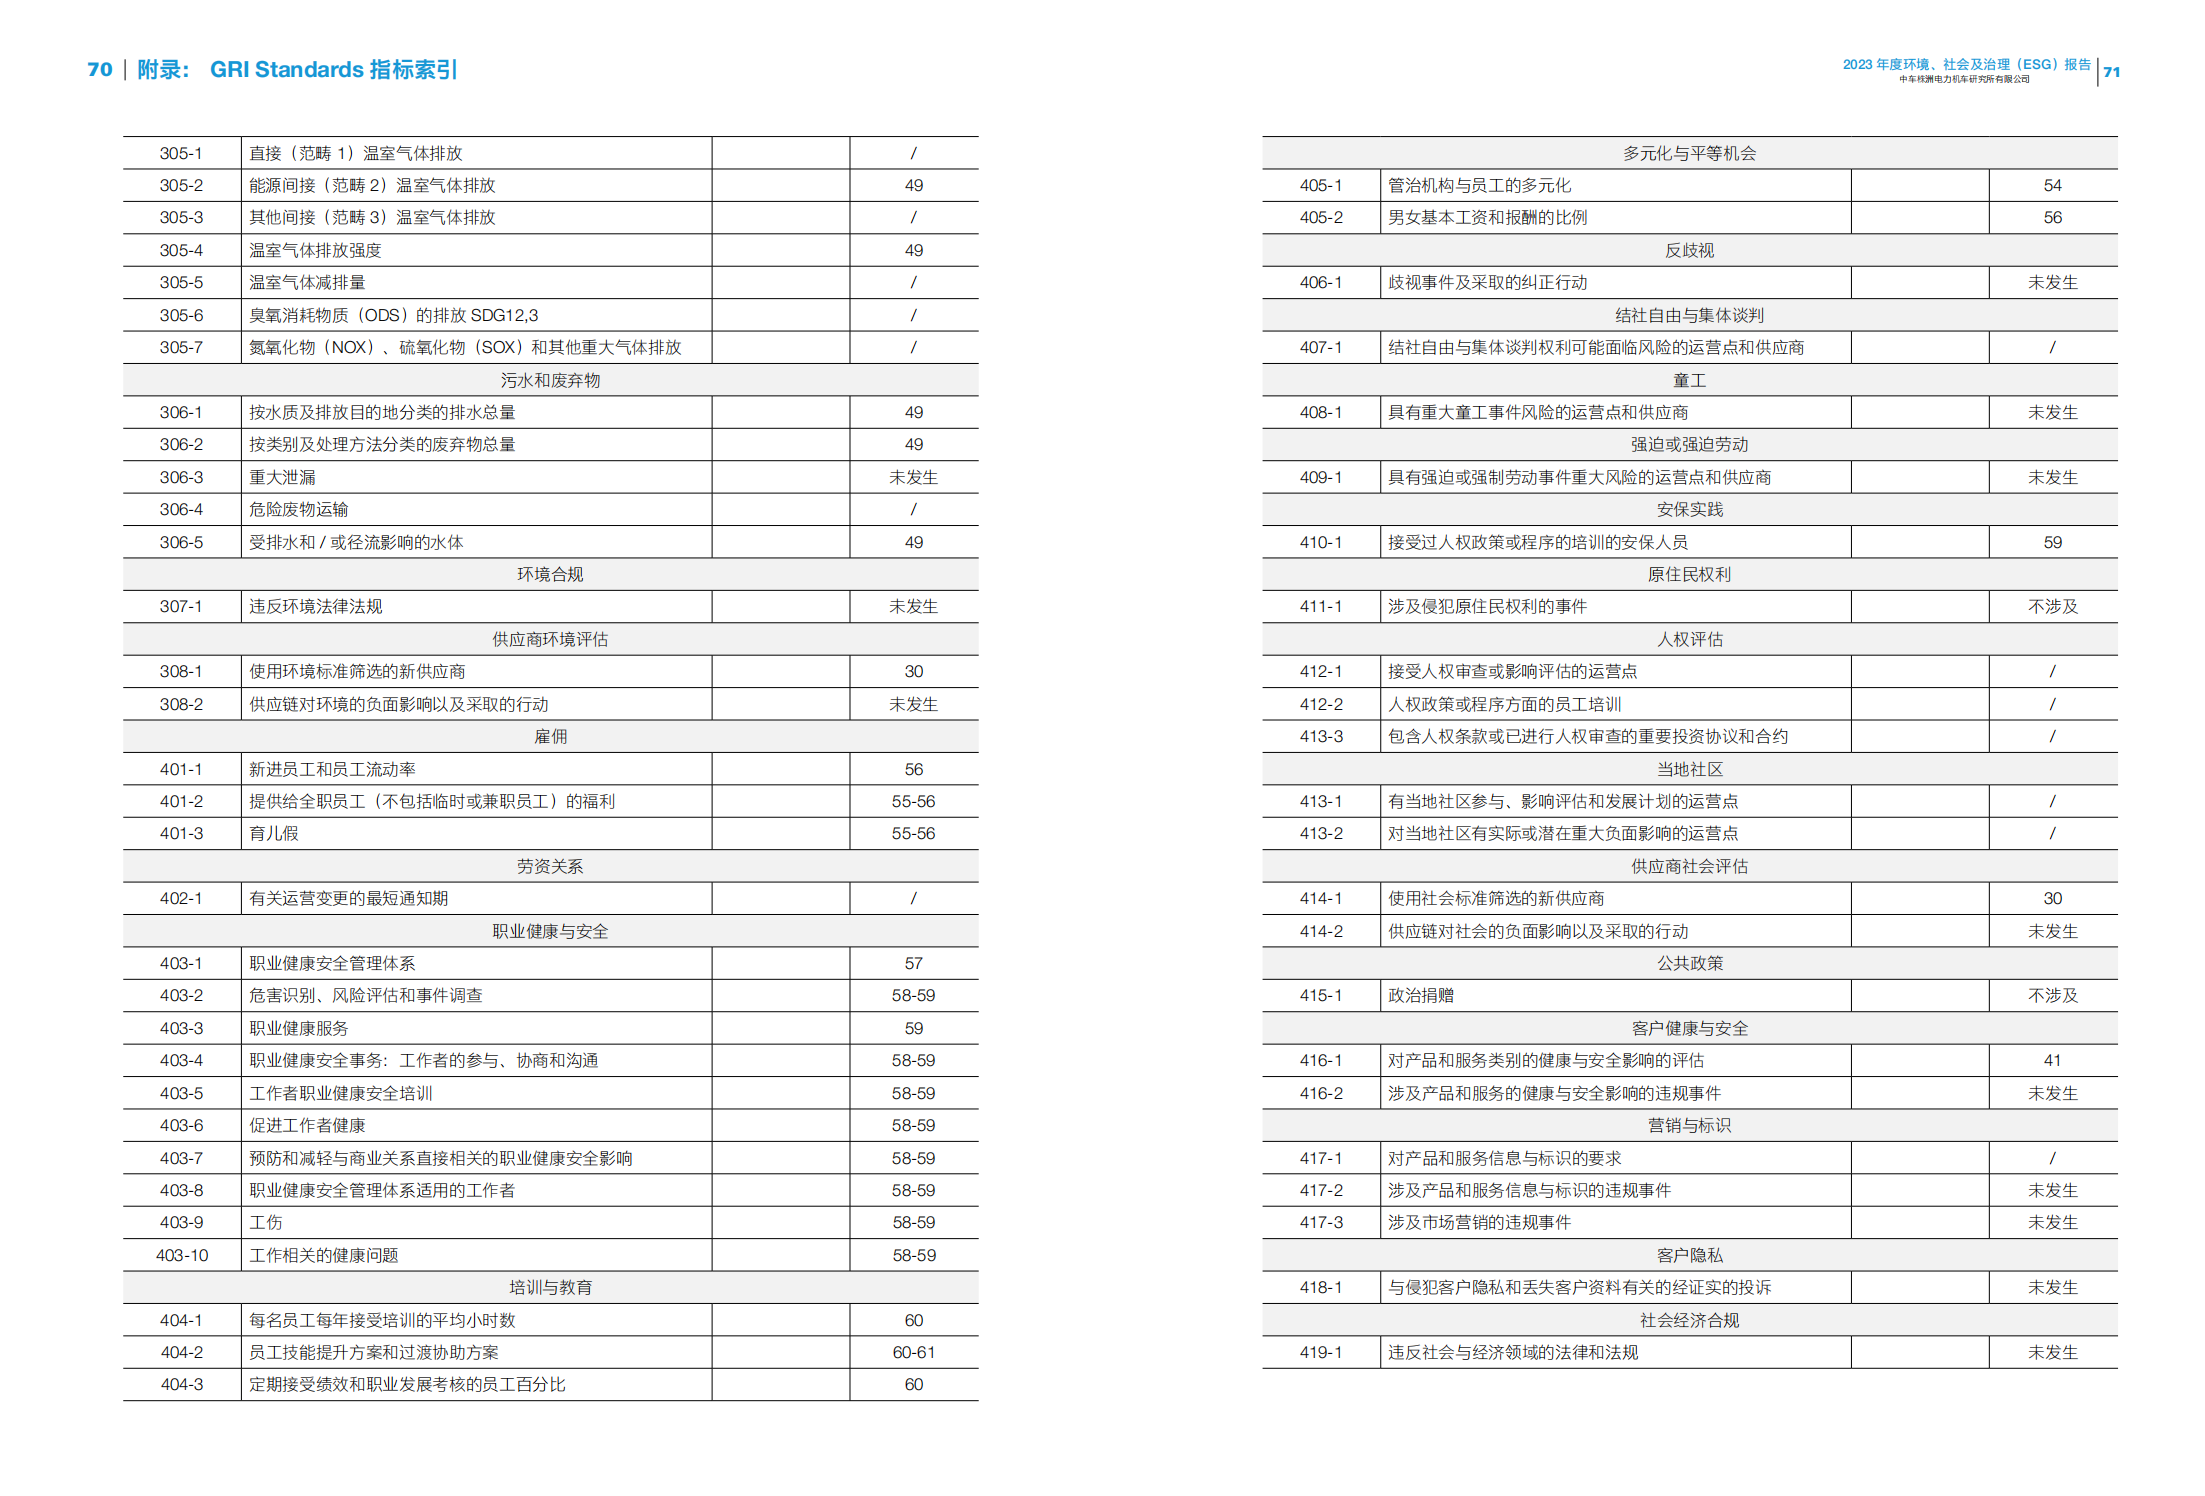 70 附录： GRI Standards 指标索引
305-1 直接（范畴 1）温室气体排放 /
305-2 能源间接（范畴 2）温室气体排放 49
305-3 其他间接（范畴 3）温室气体排放 /
305-4 温室气体排放强度 49
305-5 温室气体减排量 /
305-6 臭氧消耗物质（ODS）的排放 SDG12,3 /
305-7 氮氧化物（NOX）、硫氧化物（SOX）和其他重大气体排放 /
污水和废弃物
306-1 按水质及排放目的地分类的排水总量 49
306-2 按类别及处理方法分类的废弃物总量 49
306-3 重大泄漏 未发生
306-4 危险废物运输 /
306-5 受排水和 / 或径流影响的水体 49
环境合规
307-1 违反环境法律法规 未发生
供应商环境评估
308-1 使用环境标准筛选的新供应商 30
308-2 供应链对环境的负面影响以及采取的行动 未发生
雇佣
401-1 新进员工和员工流动率 56
401-2 提供给全职员工（不包括临时或兼职员工）的福利 55-56
401-3 育儿假 55-56
劳资关系
402-1 有关运营变更的最短通知期 /
职业健康与安全
403-1 职业健康安全管理体系 57
403-2 危害识别、风险评估和事件调查 58-59
403-3 职业健康服务 59
403-4 职业健康安全事务：工作者的参与、协商和沟通 58-59
403-5 工作者职业健康安全培训 58-59
403-6 促进工作者健康 58-59
403-7 预防和减轻与商业关系直接相关的职业健康安全影响 58-59
403-8 职业健康安全管理体系适用的工作者 58-59
403-9 工伤 58-59
403-10 工作相关的健康问题 58-59
培训与教育
404-1 每名员工每年接受培训的平均小时数 60
404-2 员工技能提升方案和过渡协助方案 60-61
404-3 定期接受绩效和职业发展考核的员工百分比 60
2023 年度环境、社会及治理（ESG）报告 71
中车株洲电力机车研究所有限公司
多元化与平等机会
405-1 管治机构与员工的多元化 54
405-2 男女基本工资和报酬的比例 56
反歧视
406-1 歧视事件及采取的纠正行动 未发生
结社自由与集体谈判
407-1 结社自由与集体谈判权利可能面临风险的运营点和供应商 /
童工
408-1 具有重大童工事件风险的运营点和供应商 未发生
强迫或强迫劳动
409-1 具有强迫或强制劳动事件重大风险的运营点和供应商 未发生
安保实践
410-1 接受过人权政策或程序的培训的安保人员 59
原住民权利
411-1 涉及侵犯原住民权利的事件 不涉及
人权评估
412-1 接受人权审查或影响评估的运营点 /
412-2 人权政策或程序方面的员工培训 /
413-3 包含人权条款或已进行人权审查的重要投资协议和合约 /
当地社区
413-1 有当地社区参与、影响评估和发展计划的运营点 /
413-2 对当地社区有实际或潜在重大负面影响的运营点 /
供应商社会评估
414-1 使用社会标准筛选的新供应商 30
414-2 供应链对社会的负面影响以及采取的行动 未发生
公共政策
415-1 政治捐赠 不涉及
客户健康与安全
416-1 对产品和服务类别的健康与安全影响的评估 41
416-2 涉及产品和服务的健康与安全影响的违规事件 未发生
营销与标识
417-1 对产品和服务信息与标识的要求 /
417-2 涉及产品和服务信息与标识的违规事件 未发生
417-3 涉及市场营销的违规事件 未发生
客户隐私
418-1 与侵犯客户隐私和丢失客户资料有关的经证实的投诉 未发生
社会经济合规
419-1 违反社会与经济领域的法律和法规 未发生